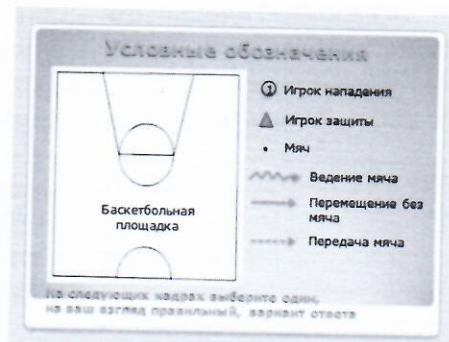 Условные обозначения
1 Игрок нападения
Игрок защиты
Мяч
Ведение мяча
Перемещение без
мяча
Передача мяча
Баскетбольная
площадка
На следующих кадрах выберите один,
на ваш взгляд правильный, вариант ответа